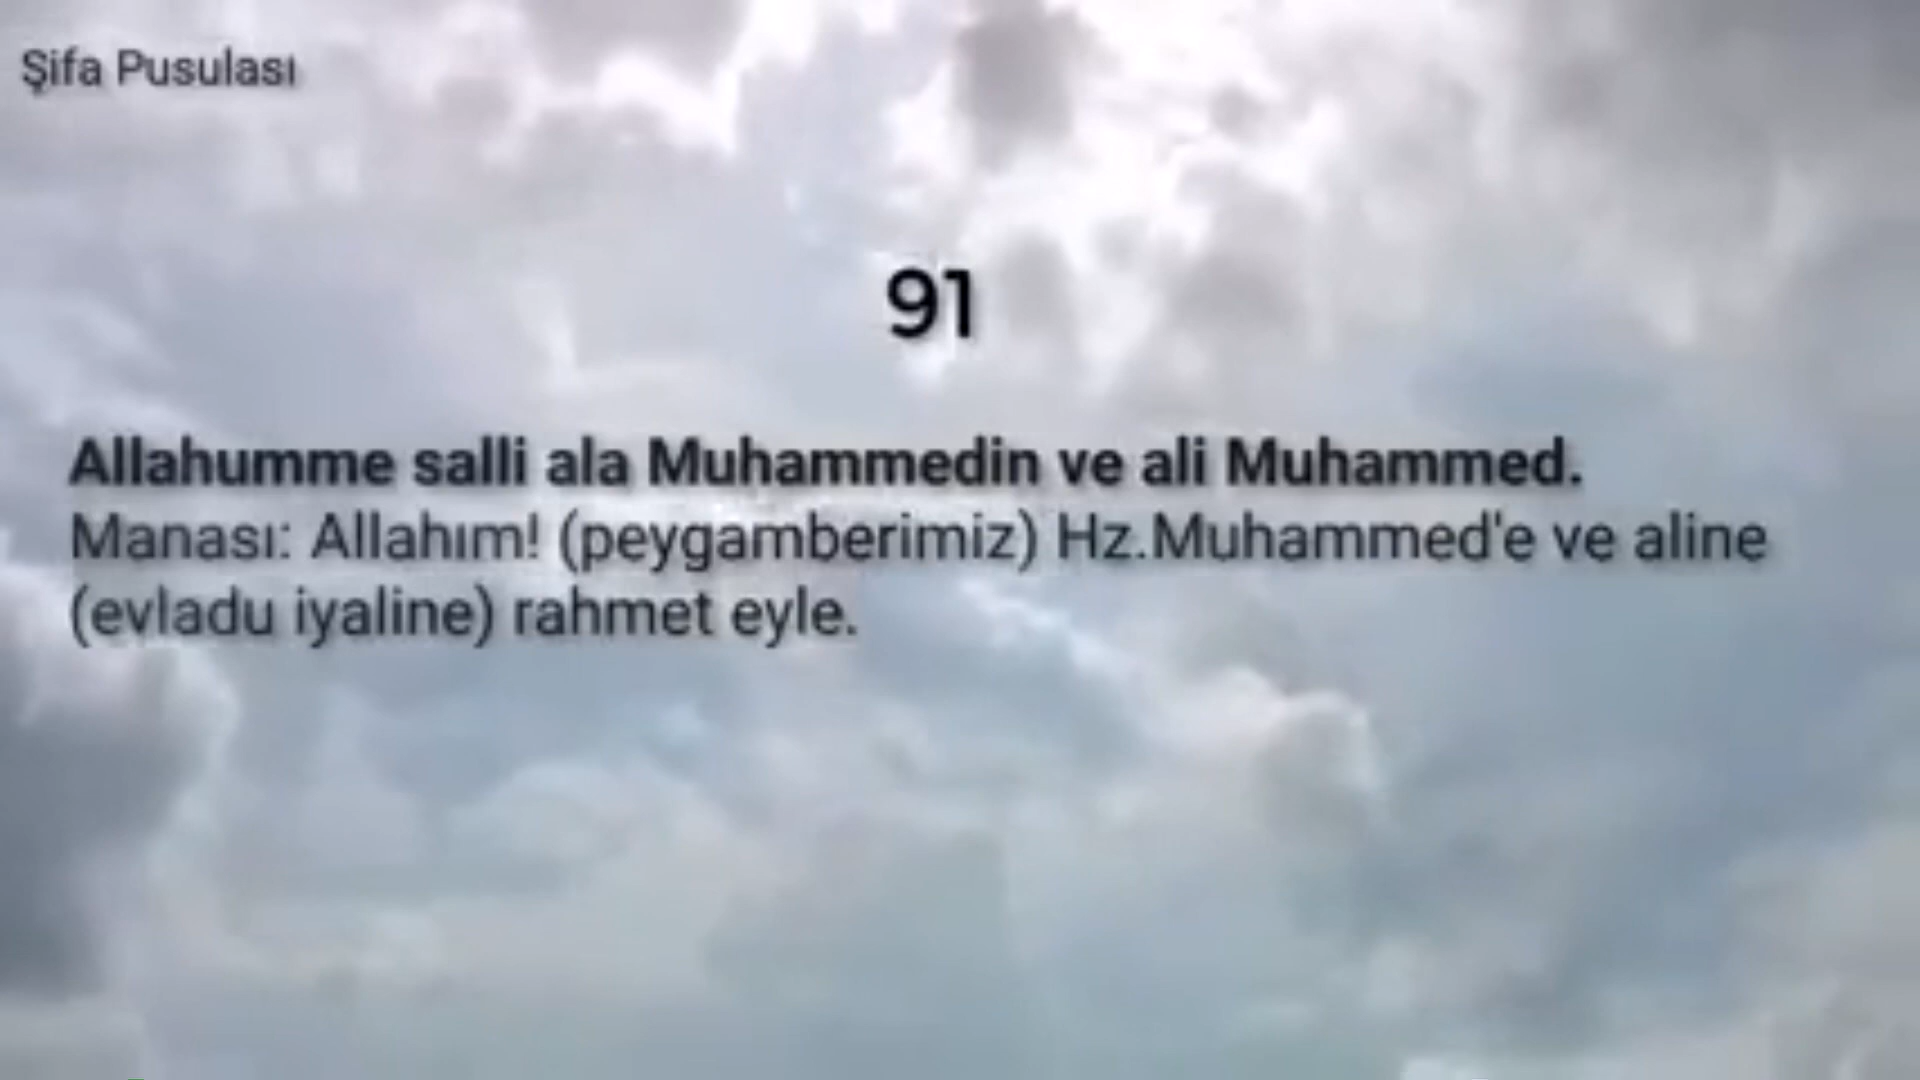 Şifa Pusulası
91
Allahumme salli ala Muhammedin ve ali Muhammed.
Manası: Allahım! (peygamberimiz) Hz.Muhammed'e ve aline
(evladu iyaline) rahmet eyle.